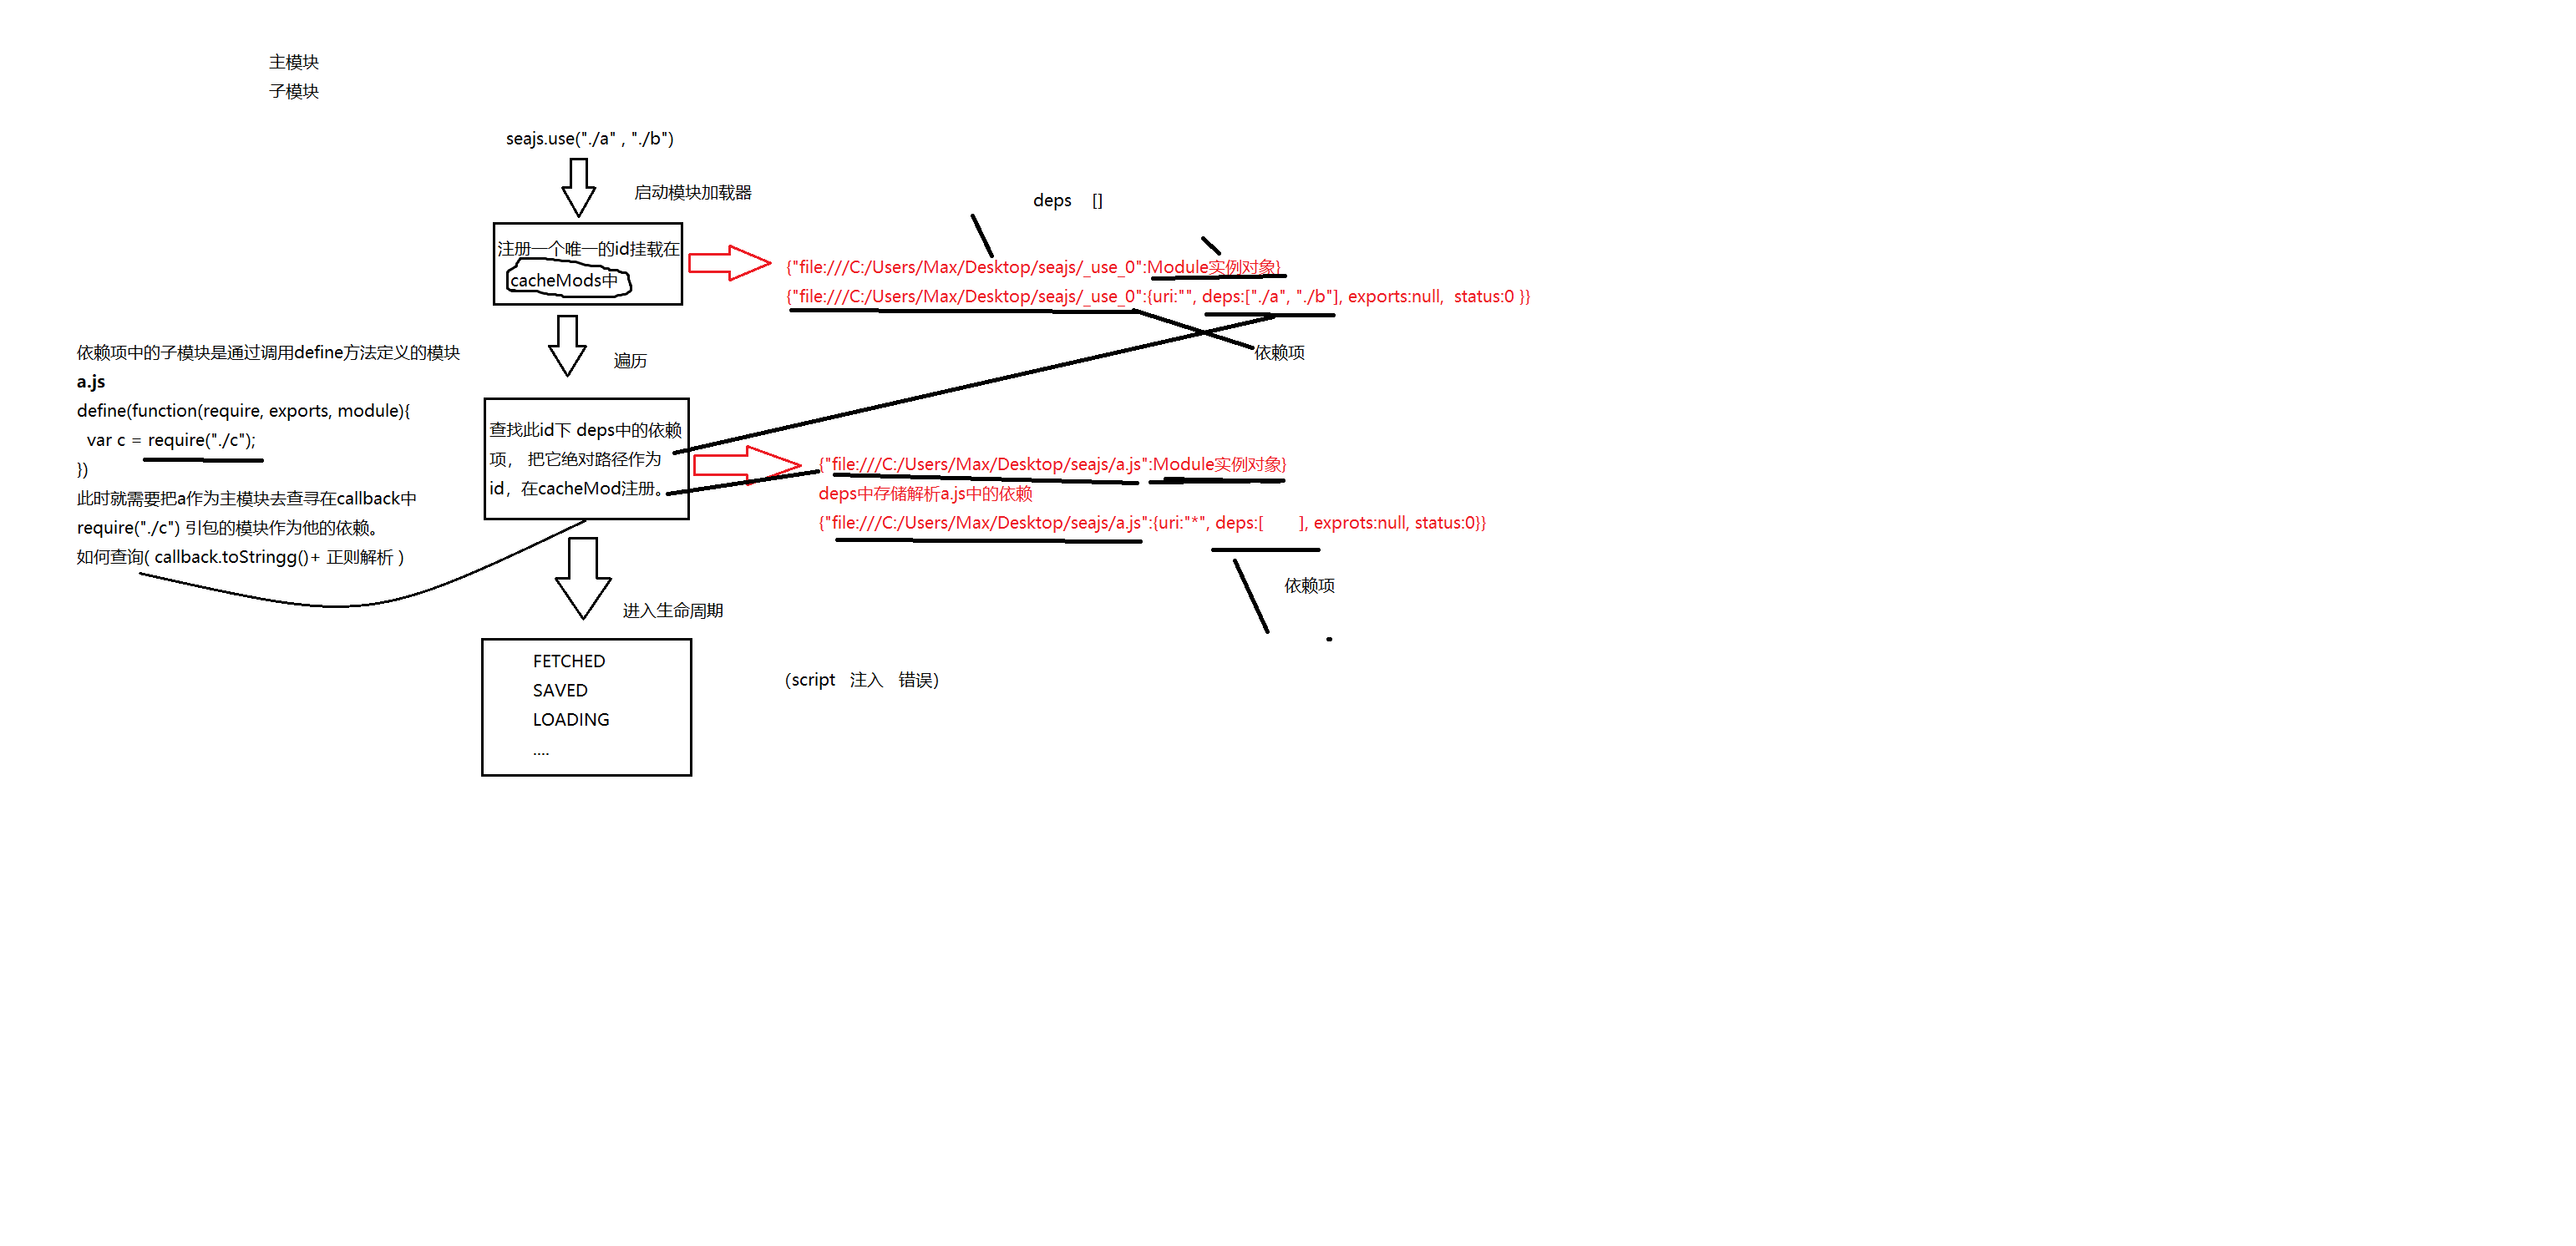 主模块
子模块
seajs.use("./a" , "./b")
启动模块加载器
deps    []
注册一个唯一的id挂载在
cacheMods中
{"file:///C:/Users/Max/Desktop/seajs/_use_0":Module实例对象}
{"file:///C:/Users/Max/Desktop/seajs/_use_0":{uri:"", deps:["./a", "./b"], exports:null,  status:0 }}
依赖项
遍历
依赖项中的子模块是通过调用define方法定义的模块
a.js
define(function(require, exports, module){
  var c = require("./c");
})
此时就需要把a作为主模块去查寻在callback中
require("./c") 引包的模块作为他的依赖。
如何查询( callback.toStringg()+ 正则解析 )
查找此id下 deps中的依赖
项， 把它绝对路径作为
id，在cacheMod注册。
{"file:///C:/Users/Max/Desktop/seajs/a.js":Module实例对象}
deps中存储解析a.js中的依赖
{"file:///C:/Users/Max/Desktop/seajs/a.js":{uri:"*", deps:[       ], exprots:null, status:0}}
依赖项
进入生命周期
FETCHED
SAVED
LOADING
....
(script   注入   错误)